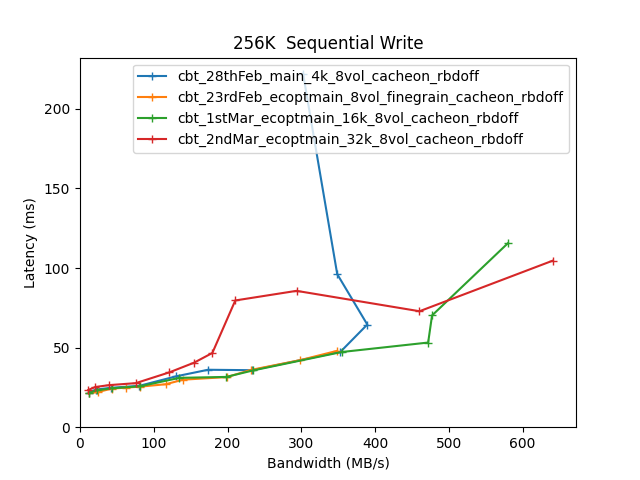 256K  Sequential Write
cbt_28thFeb_main_4k_8vol_cacheon_rbdoff
cbt_23rdFeb_ecoptmain_8vol_finegrain_cacheon_rbdoff
cbt_1stMar_ecoptmain_16k_8vol_cacheon_rbdoff
cbt_2ndMar_ecoptmain_32k_8vol_cacheon_rbdoff
Latency (ms)
200
150
100
50
0
0 100 200 300 400 500 600
Bandwidth (MB/s)